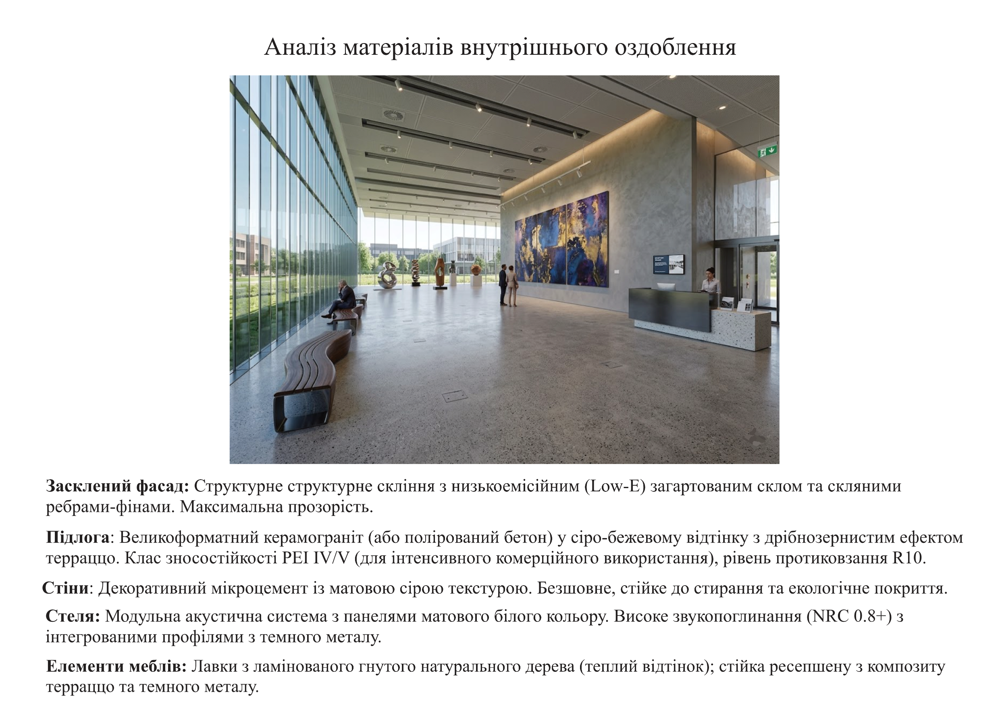 Аналіз матеріалів внутрішнього оздоблення
Засклений фасад: Структурне структурне скління з низькоемісійним (Low-E) загартованим склом та скляними
ребрами-фінами. Максимальна прозорість.
Підлога: Великоформатний керамограніт (або полірований бетон) у сіро-бежевому відтінку з дрібнозернистим ефектом
терраццо. Клас зносостійкості PEI IV/V (для інтенсивного комерційного використання), рівень протиковзання R10.
Стіни: Декоративний мікроцемент із матовою сірою текстурою. Безшовне, стійке до стирання та екологічне покриття.
Стеля: Модульна акустична система з панелями матового білого кольору. Високе звукопоглинання (NRC 0.8+) з
інтегрованими профілями з темного металу.
Елементи меблів: Лавки з ламінованого гнутого натурального дерева (теплий відтінок); стійка ресепшену з композиту
терраццо та темного металу.